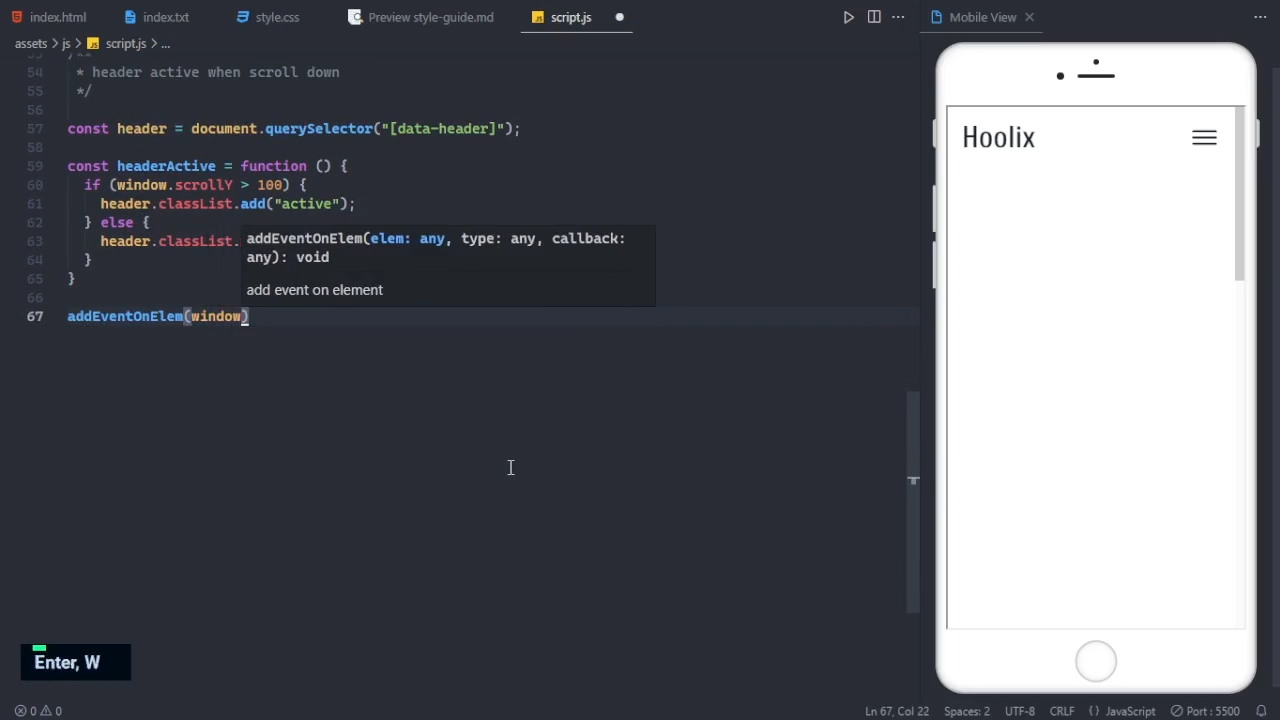 index.html
index.txt
style.css
Preview style-guide.md
script.js
Mobile View
assets > js > script.js > ...
54 * header active when scroll down
55 */
56
57 const header = document.querySelector("[data-header]");
58
59 const headerActive = function () {
60 if (window.scrollY > 100) {
61 header.classList.add("active");
62 } else {
63 header.classList.
64 }
65 }
66
67 addEventOnElem(window)
addEventOnElem(elem: any, type: any, callback:
any): void
add event on element
Hoolix
Enter, W
0 0
Ln 67, Col 22
Spaces: 2
UTF-8
CRLF
{ } JavaScript
Port : 5500